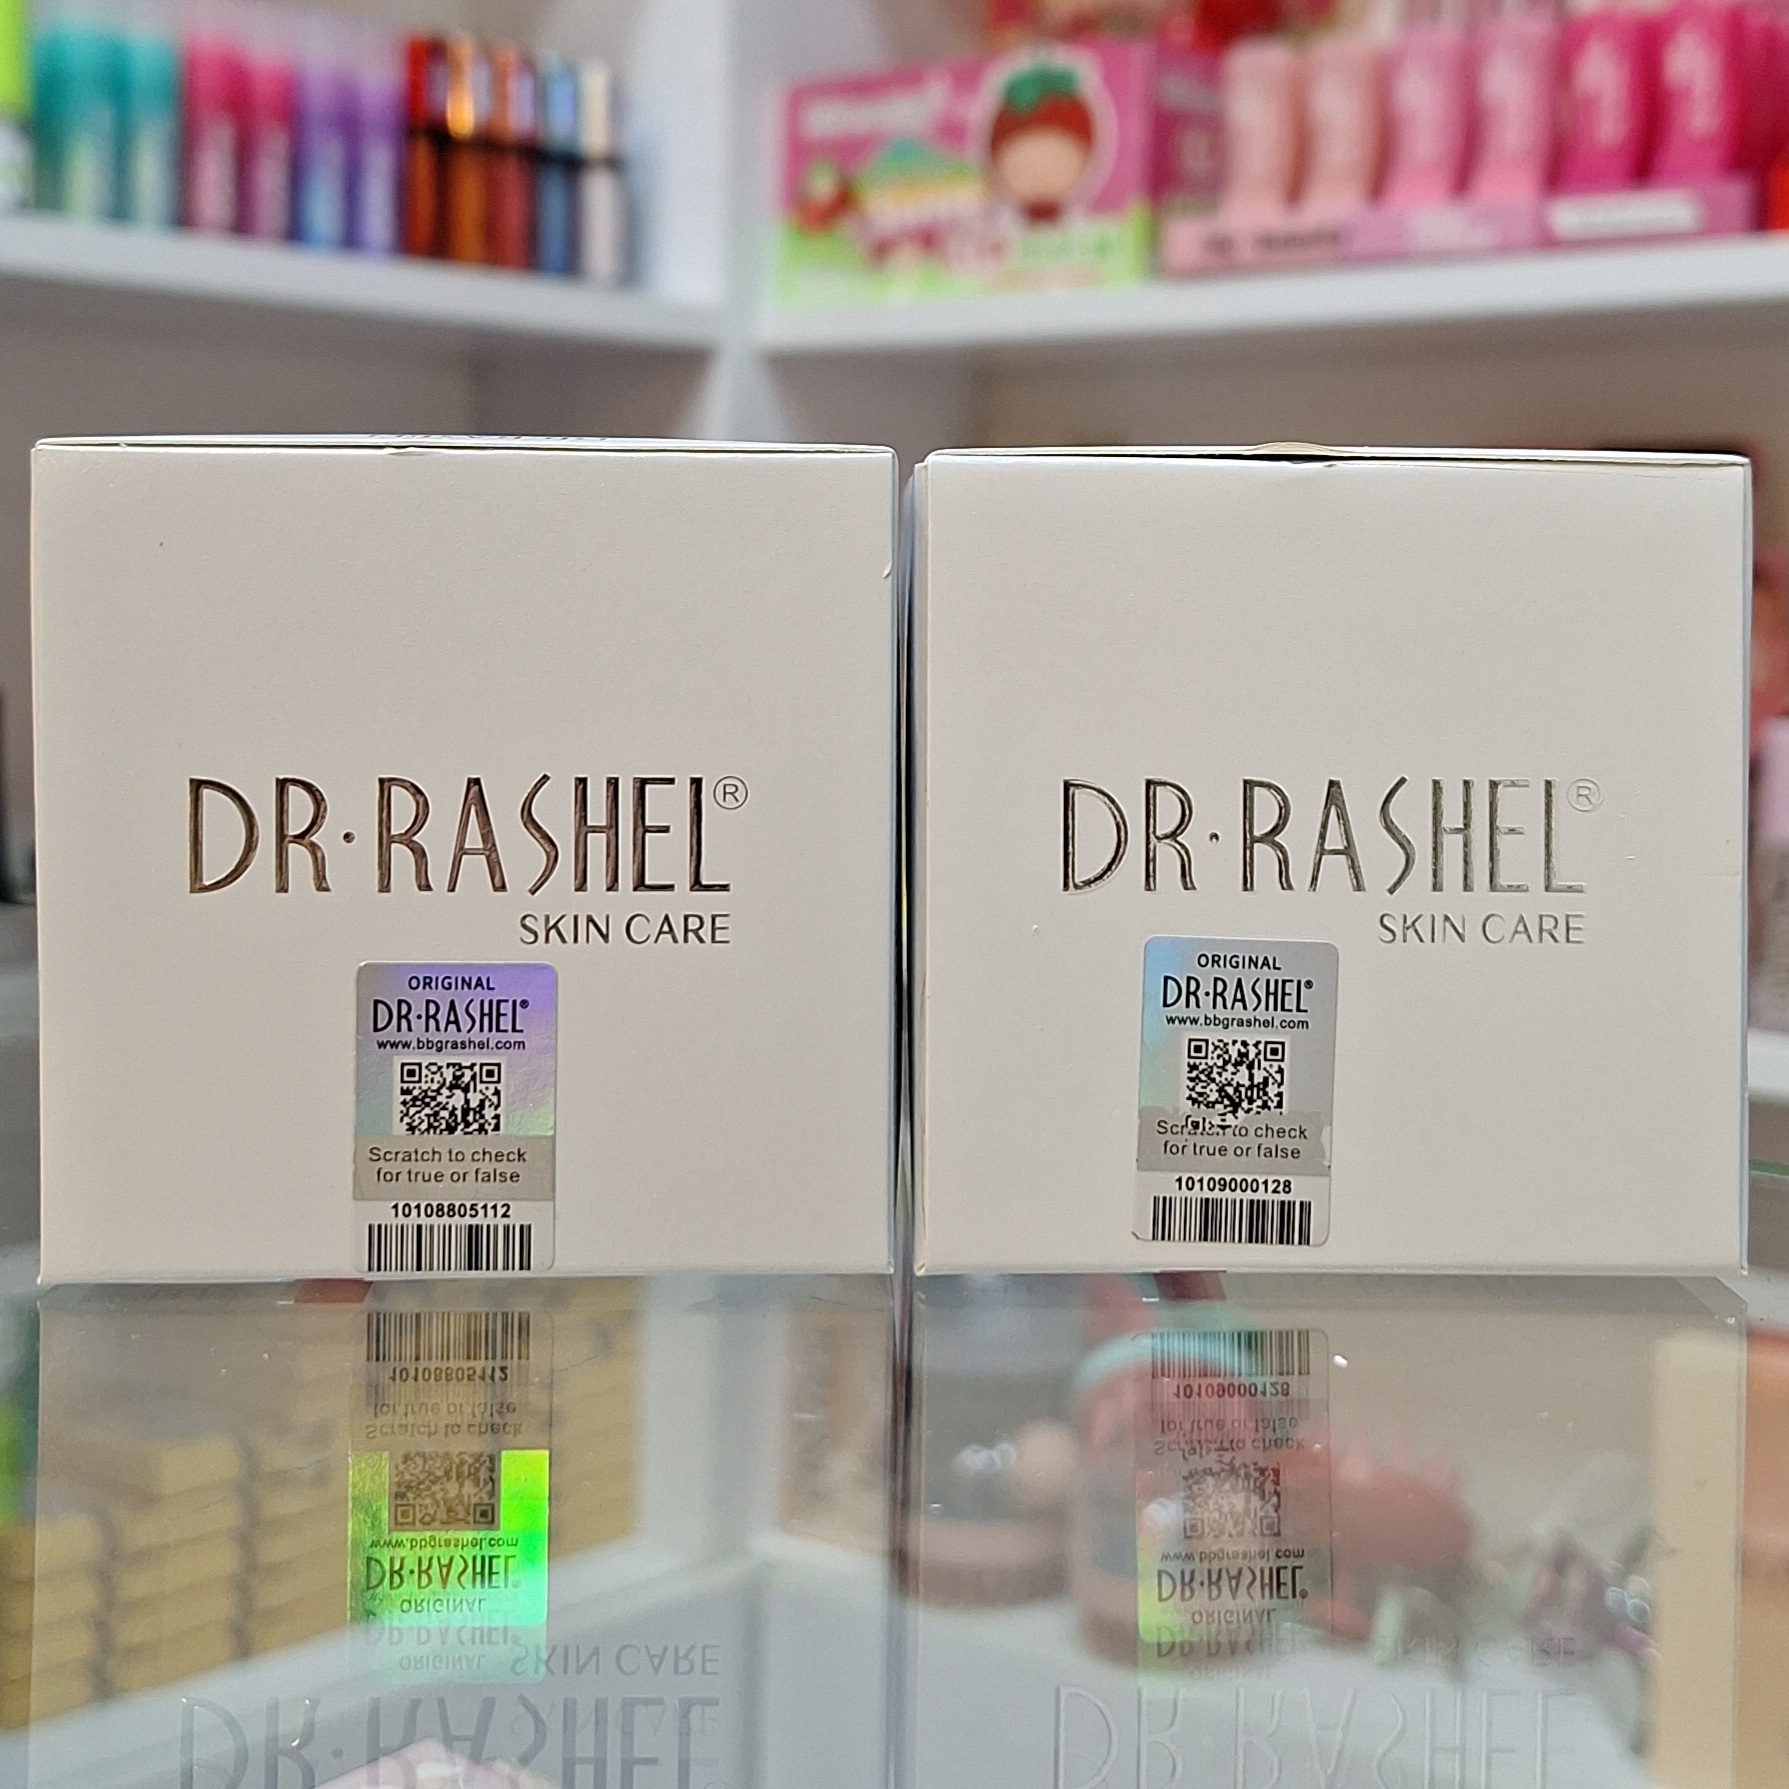 DR·RASHEL®
SKIN CARE
ORIGINAL
DR·RASHEL®
www.bbgrashel.com
Scratch to check
for true or false
10108805112
DR·RASHEL®
SKIN CARE
ORIGINAL
DR·RASHEL®
www.bbgrashel.com
Scratch to check
for true or false
10109000128